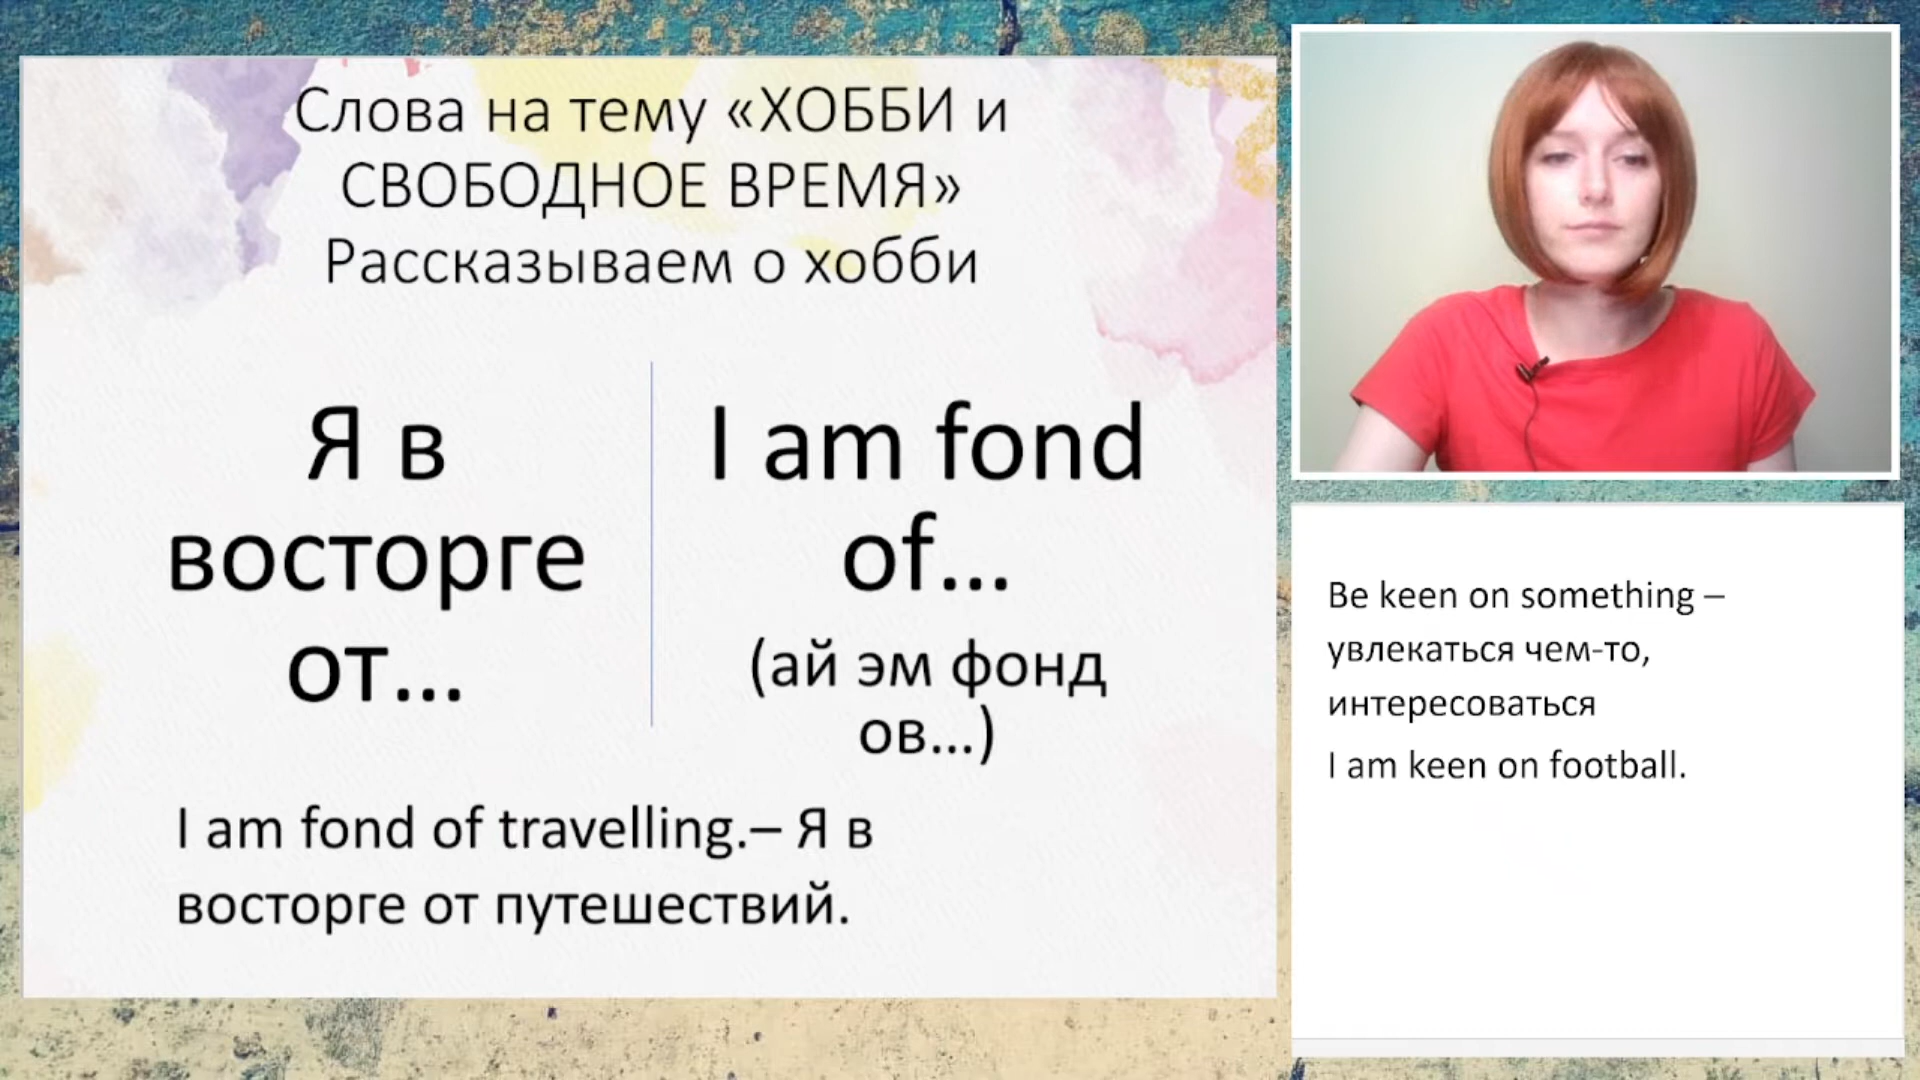 Слова на тему «ХОББИ и
СВОБОДНОЕ ВРЕМЯ»
Рассказываем о хобби
Я в
восторге
от...
I am fond
of...
(ай эм фонд
ов...)
I am fond of travelling.– Я в
восторге от путешествий.
Be keen on something –
увлекаться чем-то,
интересоваться
I am keen on football.